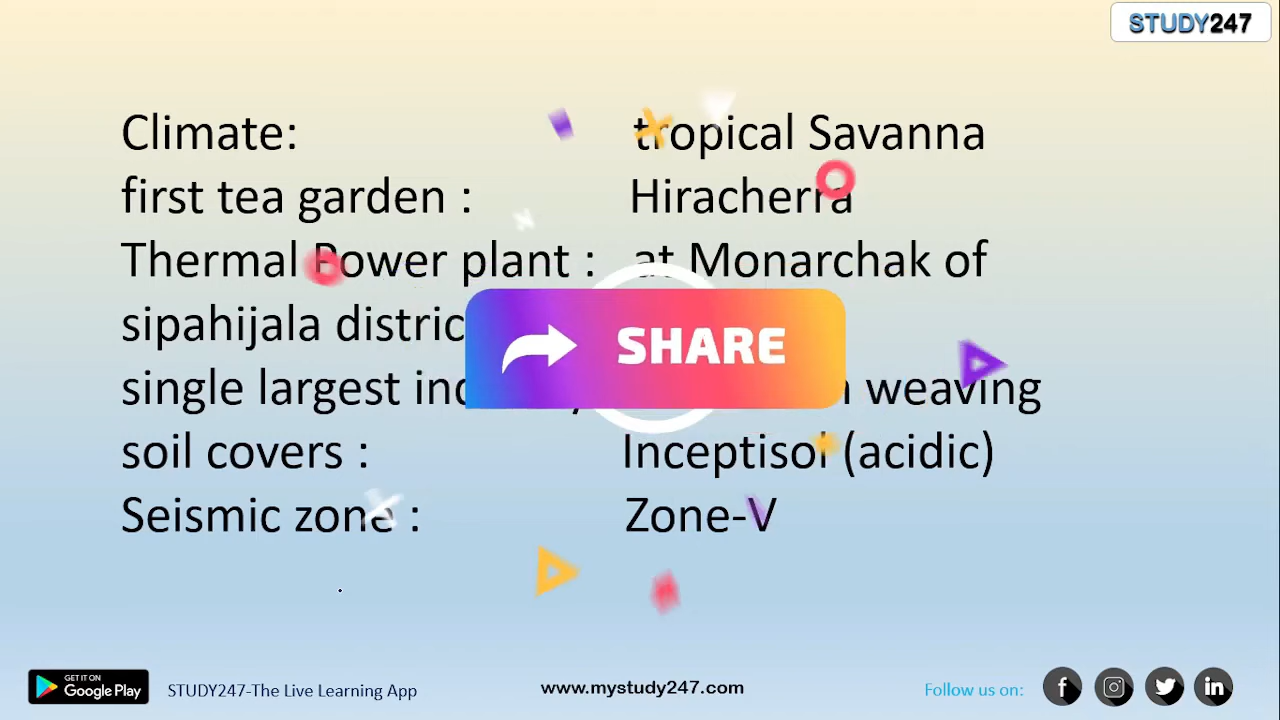 STUDY247
Climate: tropical Savanna
first tea garden : Hiracherra
Thermal Power plant : at Monarchak of
sipahijala
SHARE
single largest weaving
soil covers : Inceptisol (acidic)
Seismic zone : Zone-V
GET IT ON
Google Play
STUDY247-The Live Learning App
www.mystudy247.com
Follow us on: